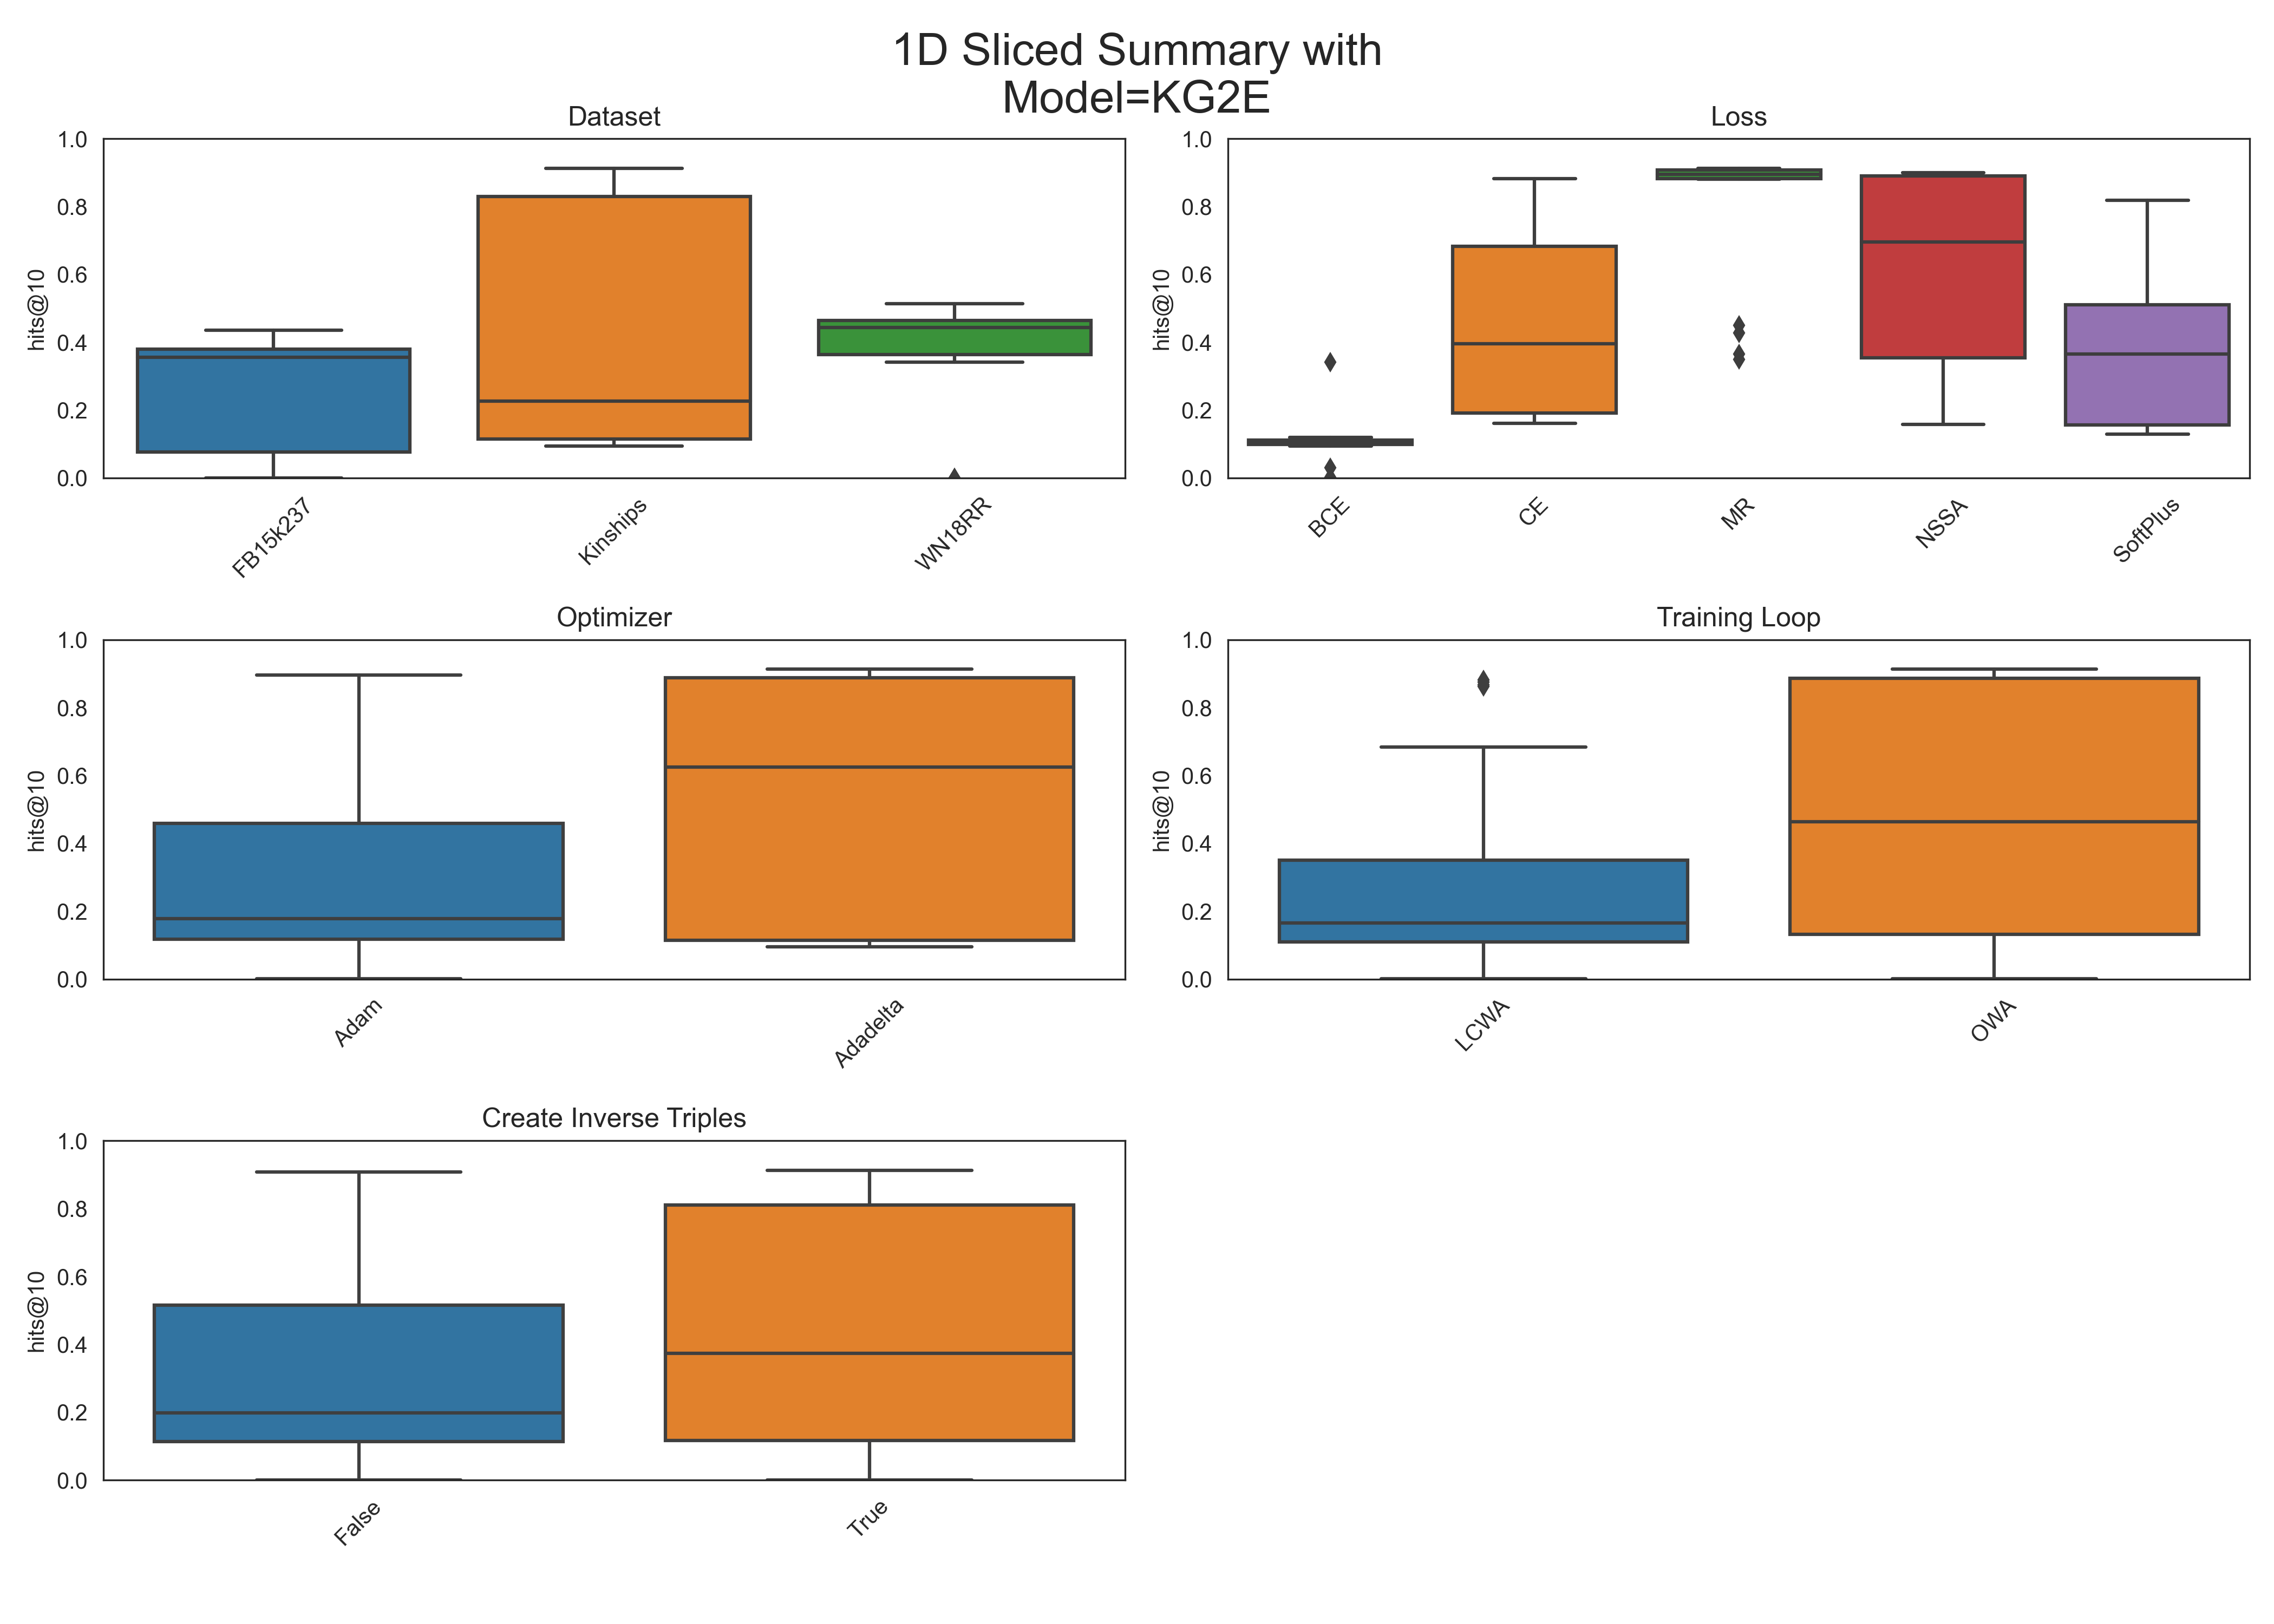 1D Sliced Summary with
Model=KG2E
Dataset
hits@10
1.0
0.8
0.6
0.4
0.2
0.0
FB15k237
Kinships
WN18RR
Loss
hits@10
1.0
0.8
0.6
0.4
0.2
0.0
BCE
CE
MR
NSSA
SoftPlus
Optimizer
hits@10
1.0
0.8
0.6
0.4
0.2
0.0
Adam
Adadelta
Training Loop
hits@10
1.0
0.8
0.6
0.4
0.2
0.0
LCWA
OWA
Create Inverse Triples
hits@10
1.0
0.8
0.6
0.4
0.2
0.0
False
True